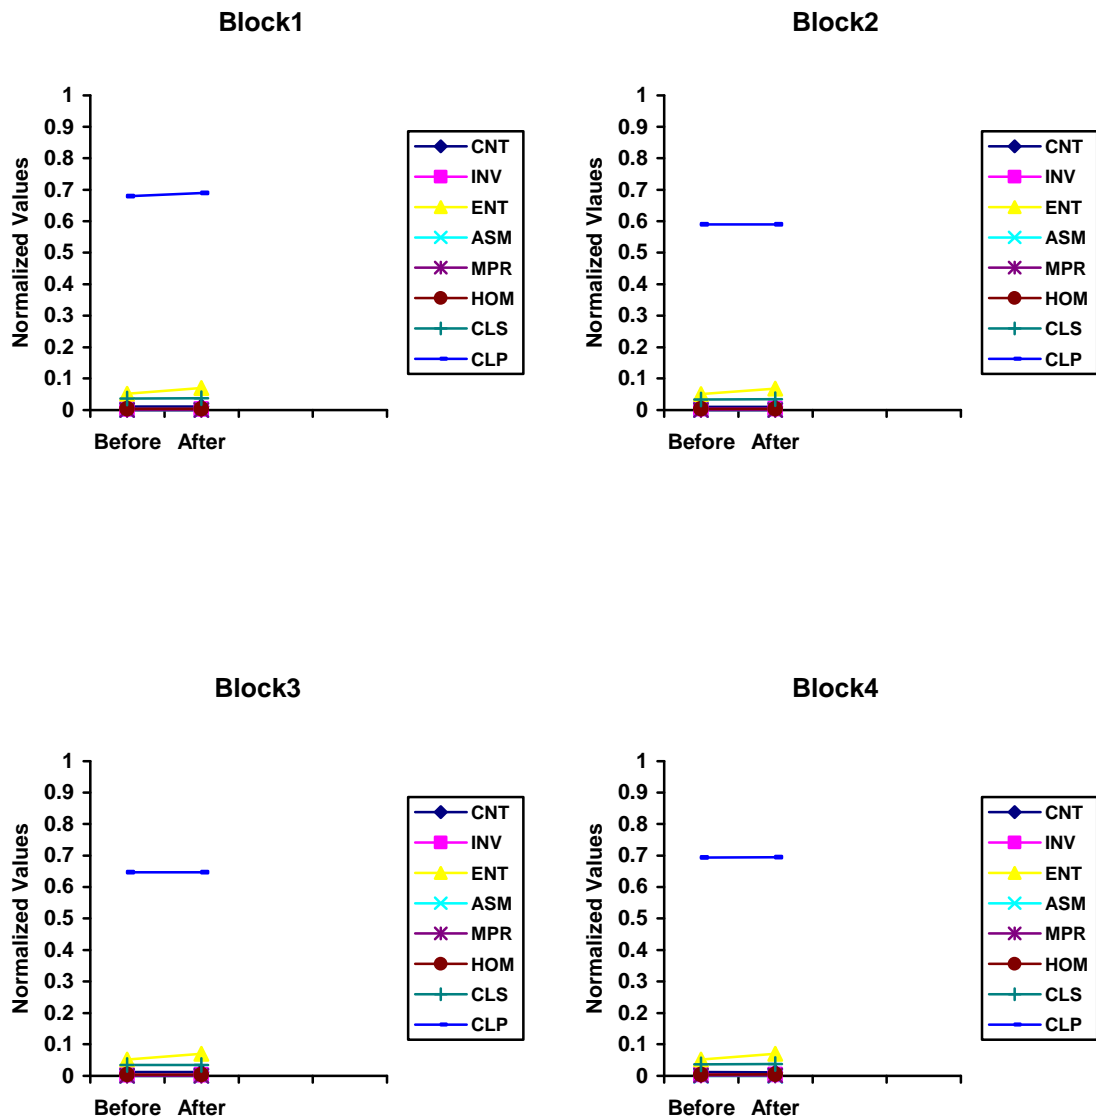 Block1
Normalized Values
1
0.9
0.8
0.7
0.6
0.5
0.4
0.3
0.2
0.1
0
Before After
CNT
INV
ENT
ASM
MPR
HOM
CLS
CLP
Block2
Normalized Vlaues
1
0.9
0.8
0.7
0.6
0.5
0.4
0.3
0.2
0.1
0
Before After
CNT
INV
ENT
ASM
MPR
HOM
CLS
CLP
Block3
Normalized Values
1
0.9
0.8
0.7
0.6
0.5
0.4
0.3
0.2
0.1
0
Before After
CNT
INV
ENT
ASM
MPR
HOM
CLS
CLP
Block4
Normalized Values
1
0.9
0.8
0.7
0.6
0.5
0.4
0.3
0.2
0.1
0
Before After
CNT
INV
ENT
ASM
MPR
HOM
CLS
CLP